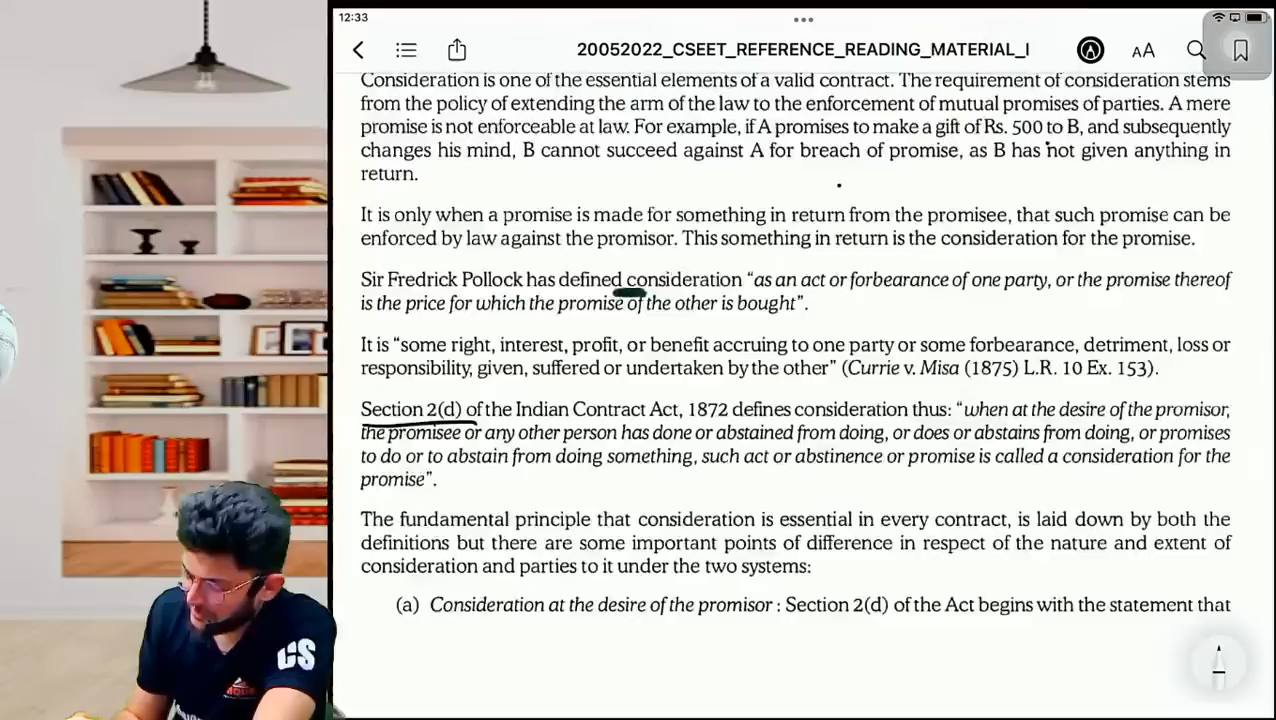 12:33
20052022_CSEET_REFERENCE_READING_MATERIAL_I
AA
Consideration is one of the essential elements of a valid contract. The requirement of consideration stems
from the policy of extending the arm of the law to the enforcement of mutual promises of parties. A mere
promise is not enforceable at law. For example, if A promises to make a gift of Rs. 500 to B, and subsequently
changes his mind, B cannot succeed against A for breach of promise, as B has not given anything in
return.
It is only when a promise is made for something in return from the promisee, that such promise can be
enforced by law against the promisor. This something in return is the consideration for the promise.
Sir Fredrick Pollock has defined consideration “as an act or forbearance of one party, or the promise thereof
is the price for which the promise of the other is bought”.
It is “some right, interest, profit, or benefit accruing to one party or some forbearance, detriment, loss or
responsibility, given, suffered or undertaken by the other” (Currie v. Misa (1875) L.R. 10 Ex. 153).
Section 2(d) of the Indian Contract Act, 1872 defines consideration thus: “when at the desire of the promisor,
the promisee or any other person has done or abstained from doing, or does or abstains from doing, or promises
to do or to abstain from doing something, such act or abstinence or promise is called a consideration for the
promise”.
The fundamental principle that consideration is essential in every contract, is laid down by both the
definitions but there are some important points of difference in respect of the nature and extent of
consideration and parties to it under the two systems:
(a) Consideration at the desire of the promisor : Section 2(d) of the Act begins with the statement that
CS